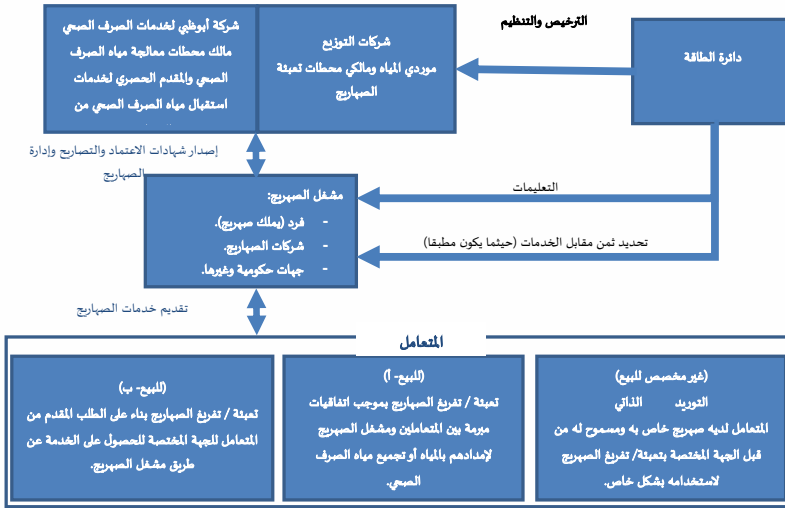 الترخيص والتنظيم
دائرة الطاقة
شركات التوزيع
موردي المياه ومالكي محطات تعبئة
الصهاريج
شركة أبوظبي لخدمات الصرف الصحي
مالك محطات معالجة مياه الصرف
الصحي والمقدم الحصري لخدمات
استقبال مياه الصرف الصحي من
إصدار شهادات الاعتماد والتصاريح وإدارة
الصهاريج
مشغل الصهريج:
- فرد (يملك صهريج).
- شركات الصهاريج.
- جهات حكومية وغيرها.
التعليمات
تحديد ثمن مقابل الخدمات (حيثما يكون مطبقا)
تقديم خدمات الصهاريج
المتعامل
(غير مخصص للبيع)
التوريد الذاتي
المتعامل لديه صهريج خاص به ومسموح له من
قبل الجهة المختصة بتعبئة/ تفريغ الصهريج
لاستخدامه بشكل خاص.
(للبيع- أ)
تعبئة / تفريغ الصهاريج بموجب اتفاقيات
مبرمة بين المتعاملين ومشغل الصهريج
لإمدادهم بالمياه أو تجميع مياه الصرف
الصحي.
(للبيع- ب)
تعبئة / تفريغ الصهاريج بناء على الطلب المقدم من
المتعامل للجهة المختصة للحصول على الخدمة عن
طريق مشغل الصهريج.